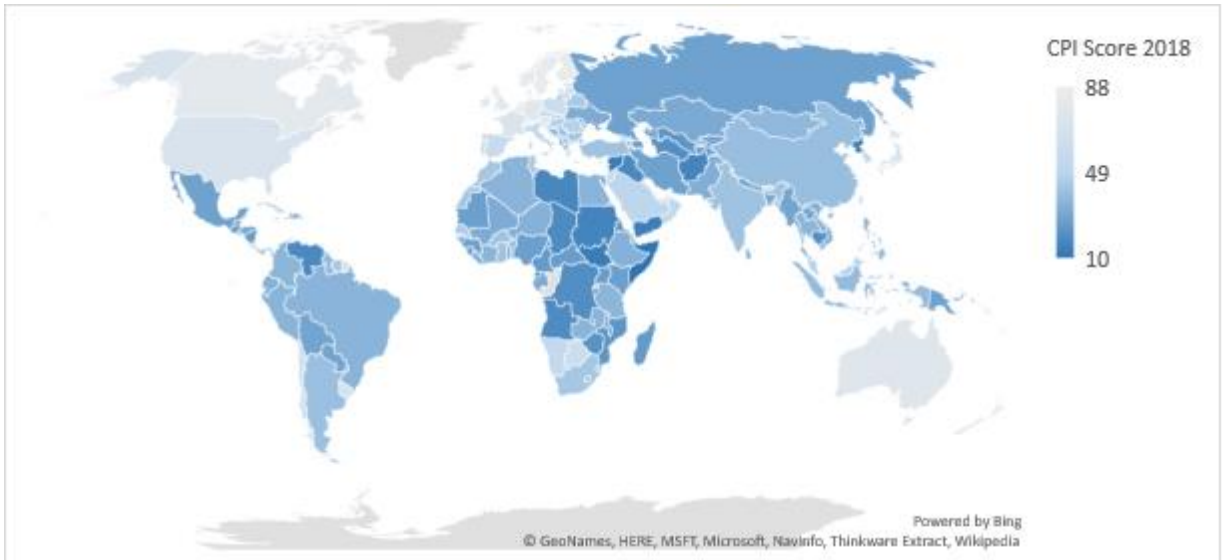 CPI Score 2018
88
49
10
Powered by Bing
© GeoNames, HERE, MSFT, Microsoft, NavInfo, Thinkware Extract, Wikipedia